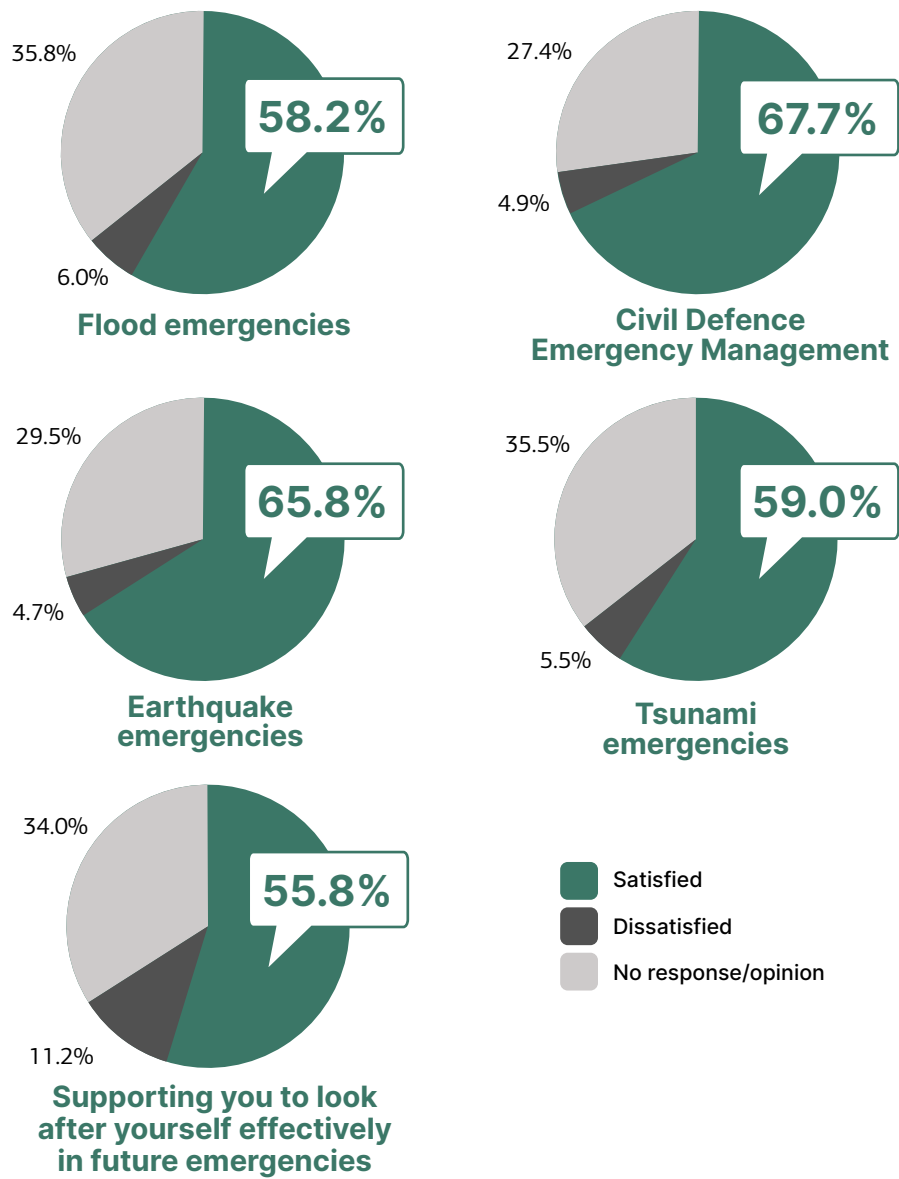 35.8%
58.2%
6.0%
Flood emergencies
27.4%
67.7%
4.9%
Civil Defence
Emergency Management
29.5%
65.8%
4.7%
Earthquake
emergencies
35.5%
59.0%
5.5%
Tsunami
emergencies
34.0%
55.8%
11.2%
Supporting you to look
after yourself effectively
in future emergencies
Satisfied
Dissatisfied
No response/opinion